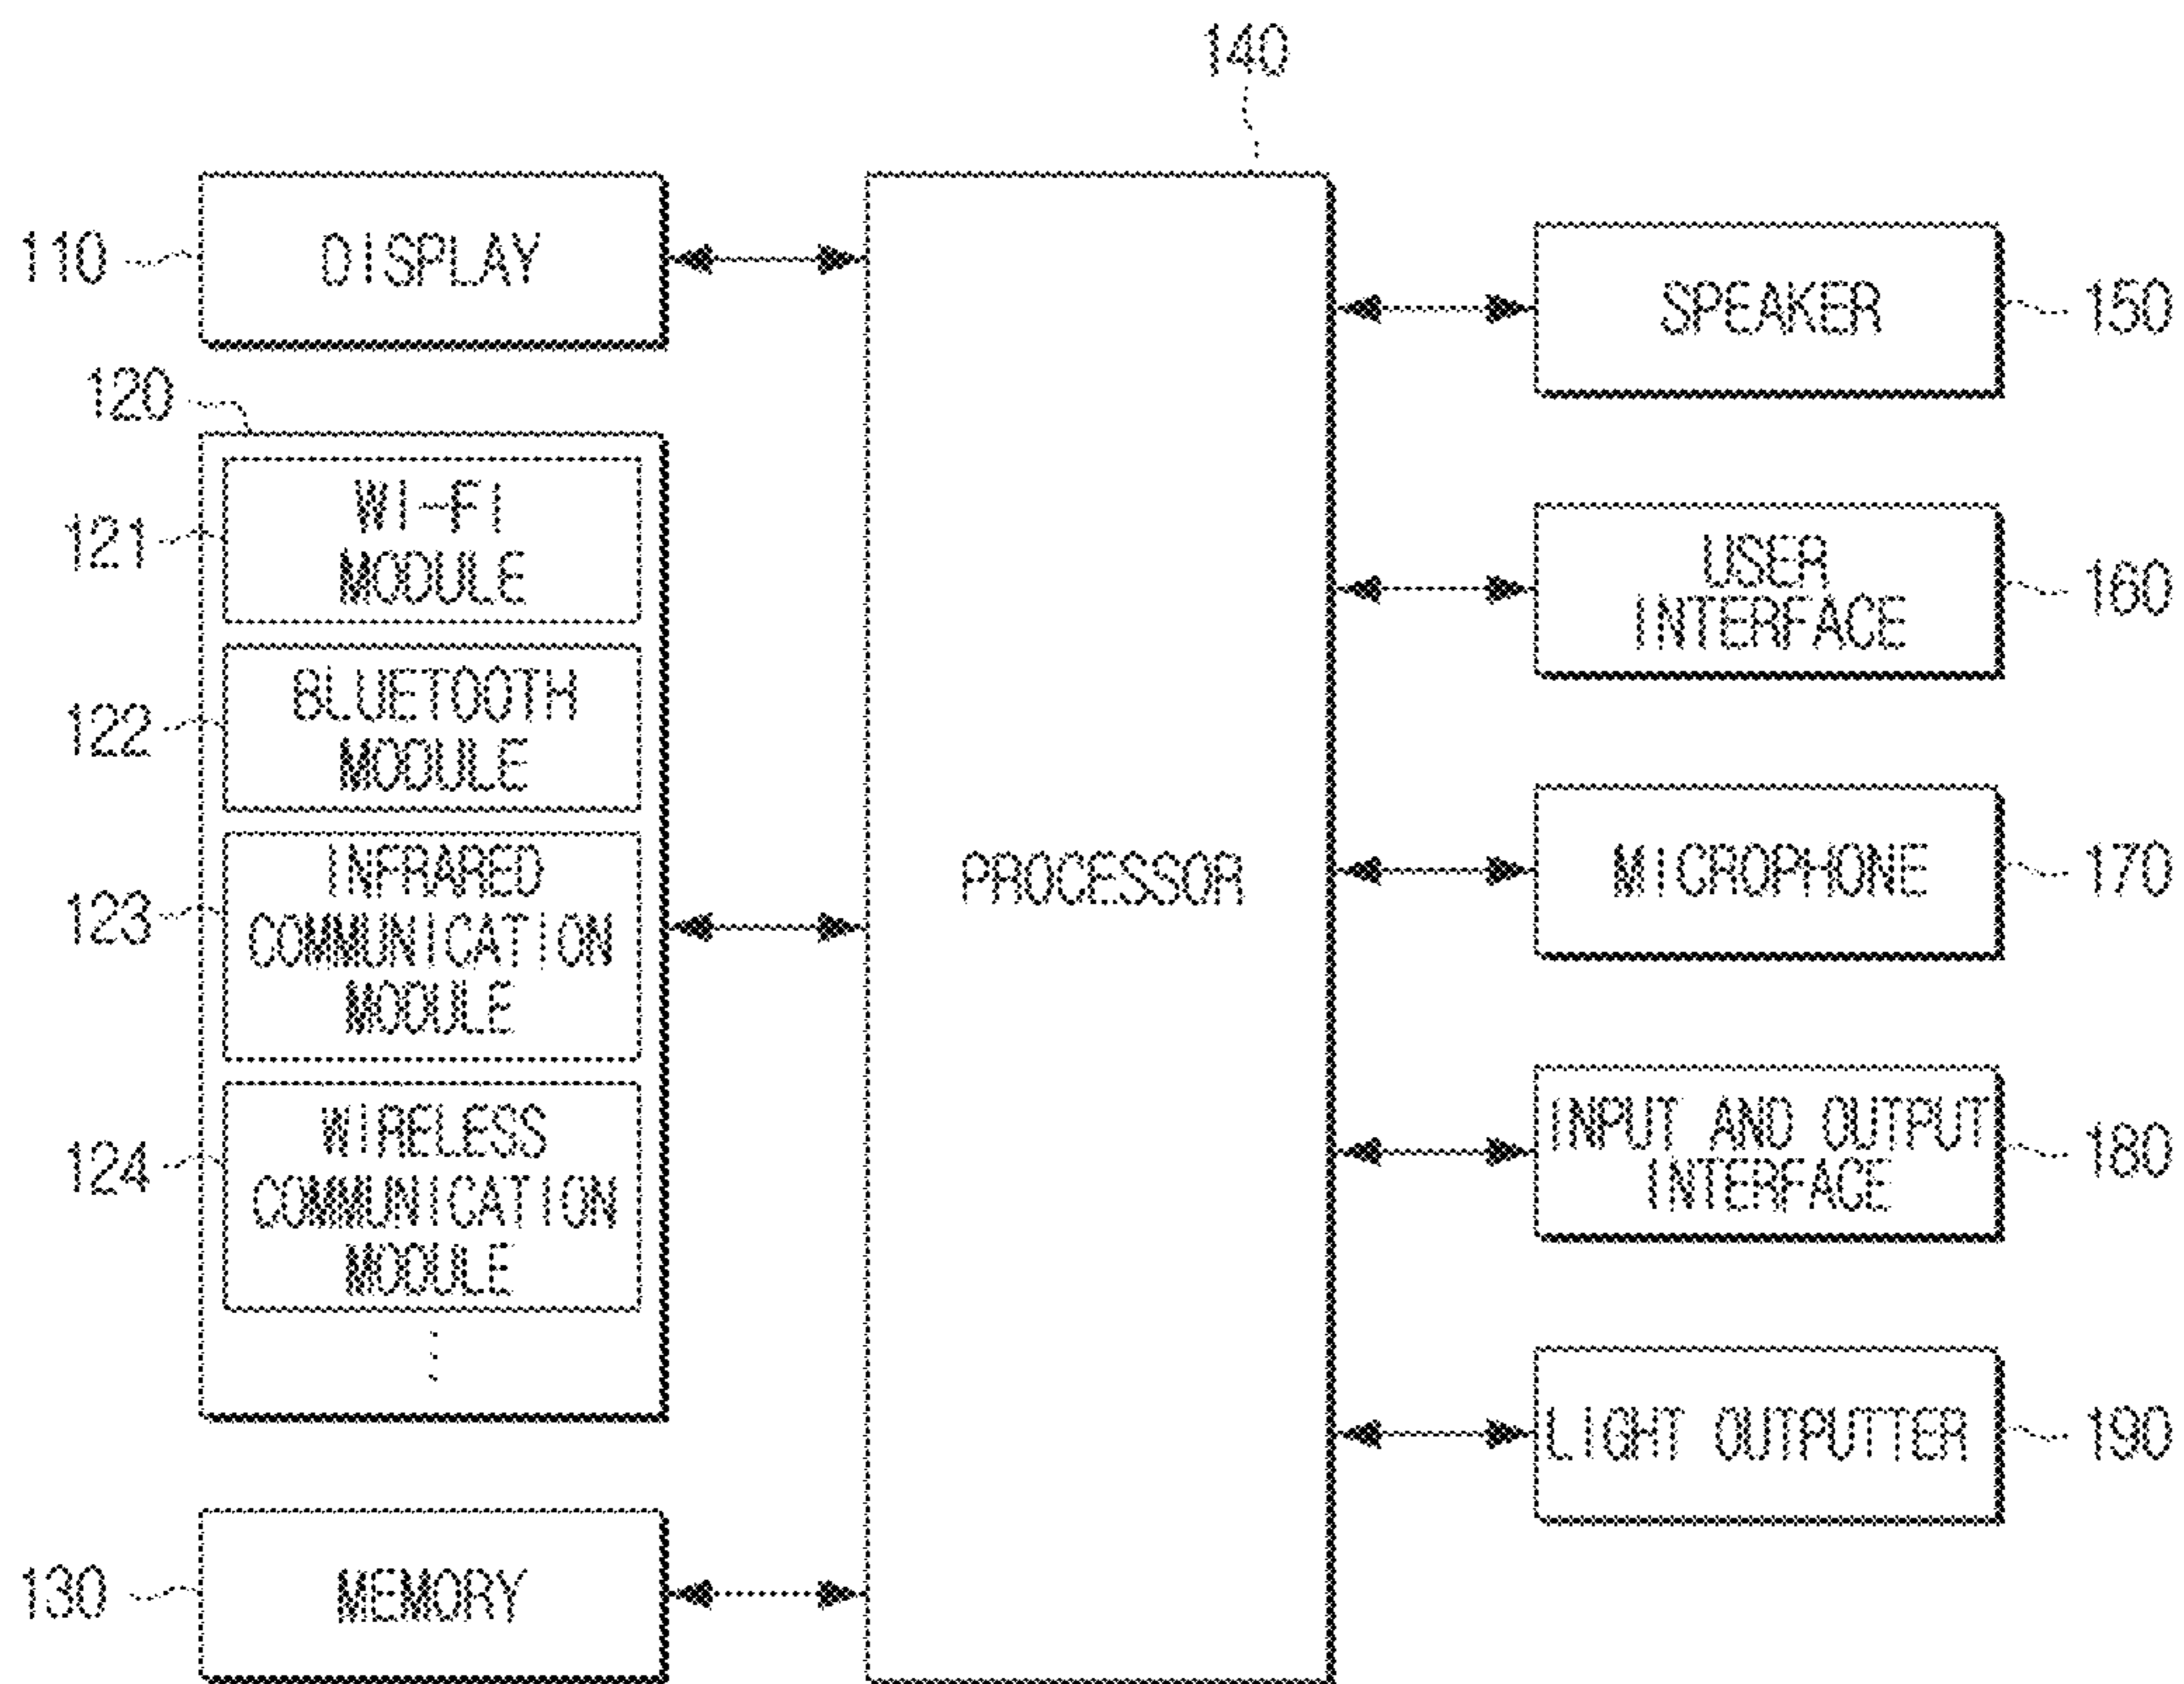 140
110
DISPLAY
120
121
WI-FI
MODULE
122
BLUETOOTH
MODULE
123
INFRARED
COMMUNICATION
MODULE
124
WIRELESS
COMMUNICATION
MODULE
130
MEMORY
PROCESSOR
SPEAKER
150
USER
INTERFACE
160
MICROPHONE
170
INPUT AND OUTPUT
INTERFACE
180
LIGHT OUTPUTTER
190